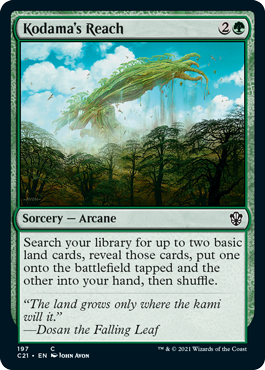 Kodama's Reach 2
Sorcery — Arcane
Search your library for up to two basic
land cards, reveal those cards, put one
onto the battlefield tapped and the
other into your hand, then shuffle.
“The land grows only where the kami
will it.”
—Dosan the Falling Leaf
197 C
C21 • EN John Avon ™ & © 2021 Wizards of the Coast